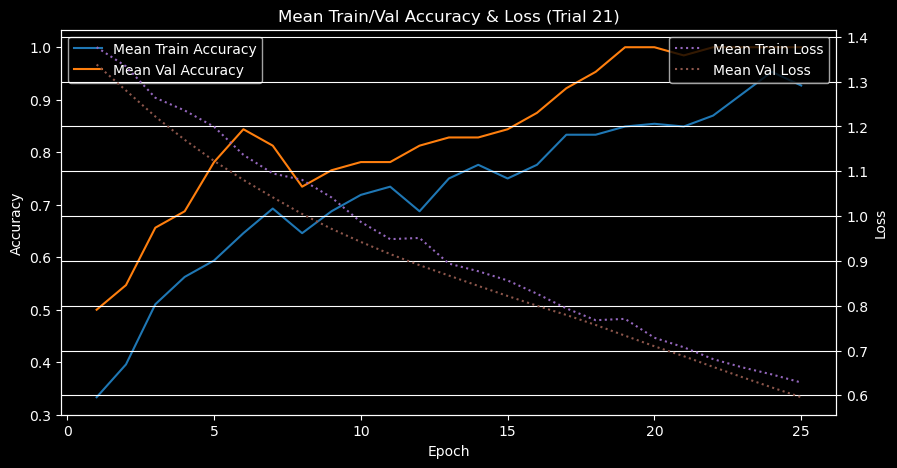 Mean Train/Val Accuracy & Loss (Trial 21)
Mean Train Accuracy
Mean Val Accuracy
Mean Train Loss
Mean Val Loss
Accuracy
1.0
0.9
0.8
0.7
0.6
0.5
0.4
0.3
1.4
1.3
1.2
1.1
1.0
0.9
0.8
0.7
0.6
Loss
0
5
10
15
20
25
Epoch